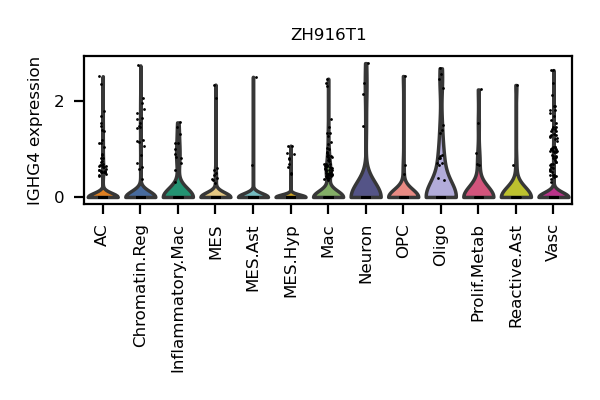 ZH916T1
IGHG4 expression
2
0
AC
Chromatin.Reg
Inflammatory.Mac
MES
MES.Ast
MES.Hyp
Mac
Neuron
OPC
Oligo
Prolif.Metab
Reactive.Ast
Vasc